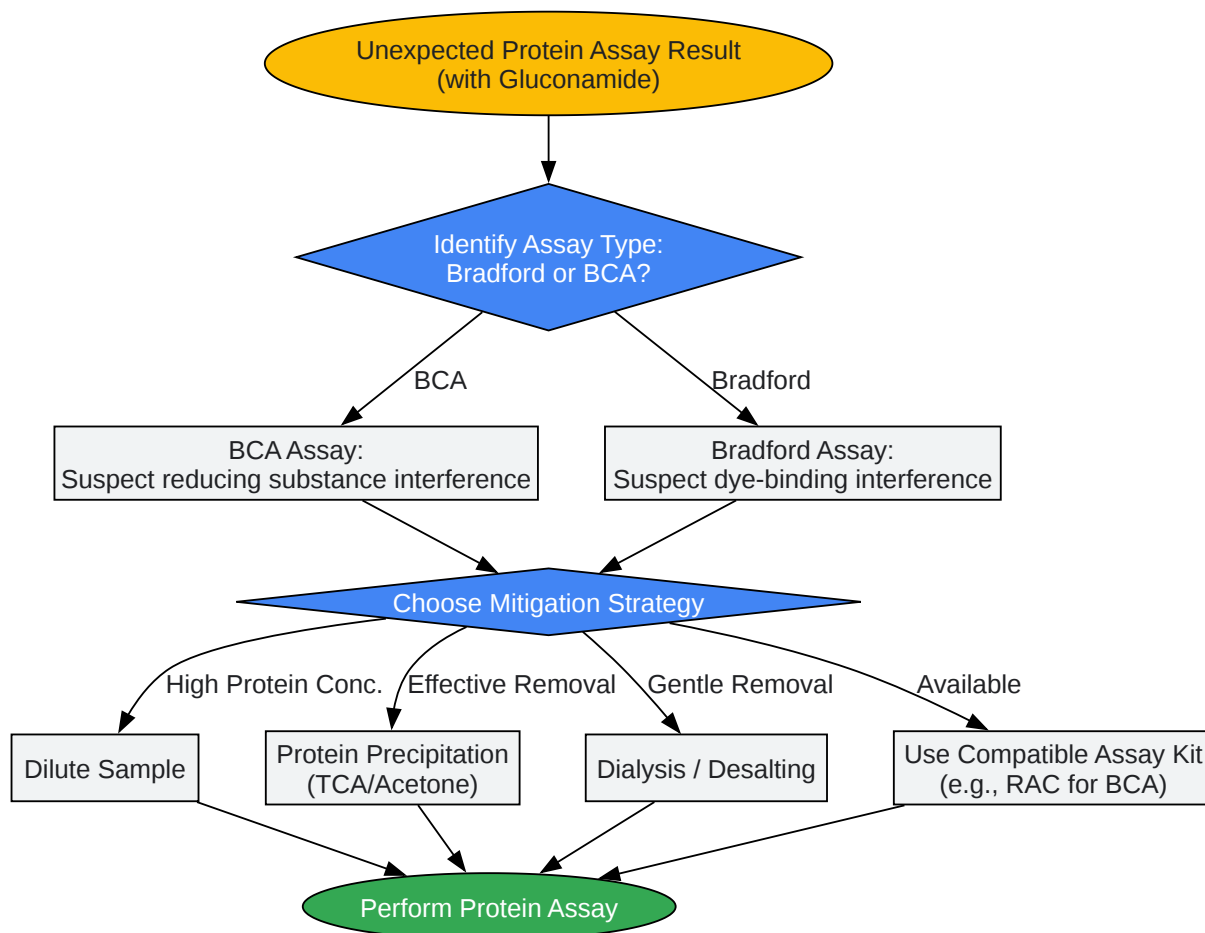 Unexpected Protein Assay Result
(with Gluconamide)
Identify Assay Type:
Bradford or BCA?
BCA
Bradford
BCA Assay:
Suspect reducing substance interference
Bradford Assay:
Suspect dye-binding interference
Choose Mitigation Strategy
High Protein Conc.
Effective Removal
Gentle Removal
Available
Dilute Sample
Protein Precipitation
(TCA/Acetone)
Dialysis / Desalting
Use Compatible Assay Kit
(e.g., RAC for BCA)
Perform Protein Assay